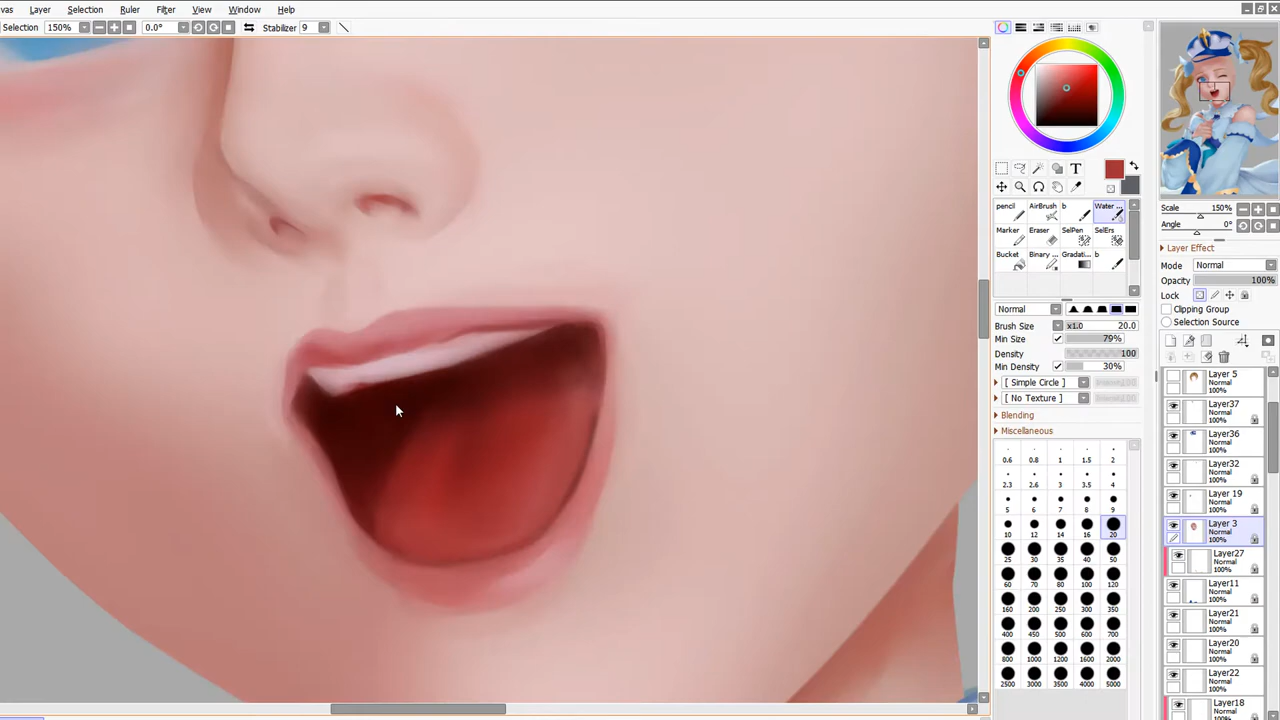 vas Layer Selection Ruler Filter View Window Help
Selection 150% 0.0° Stabilizer 9
T
pencil AirBrush b Water ...
Marker Eraser SelPen SelErs
Bucket Binary ... Gradati... b
Normal
Brush Size x1.0 20.0
Min Size 79%
Density 100
Min Density 30%
[ Simple Circle ]
[ No Texture ]
Blending
Miscellaneous
0.6 0.8 1 1.5 2
2.3 2.6 3 3.5 4
5 6 7 8 9
10 12 14 16 20
25 30 35 40 50
60 70 80 100 120
160 200 250 300 350
400 450 500 600 700
800 1000 1200 1600 2000
2500 3000 3500 4000 5000
Scale 150%
Angle 0°
Layer Effect
Mode Normal
Opacity 100%
Lock
Clipping Group
Selection Source
Layer 5
Normal
100%
Layer37
Normal
100%
Layer36
Normal
100%
Layer32
Normal
100%
Layer 19
Normal
100%
Layer 3
Normal
100%
Layer27
Normal
100%
Layer11
Normal
100%
Layer21
Normal
100%
Layer20
Normal
100%
Layer22
Normal
100%
Layer18
Normal